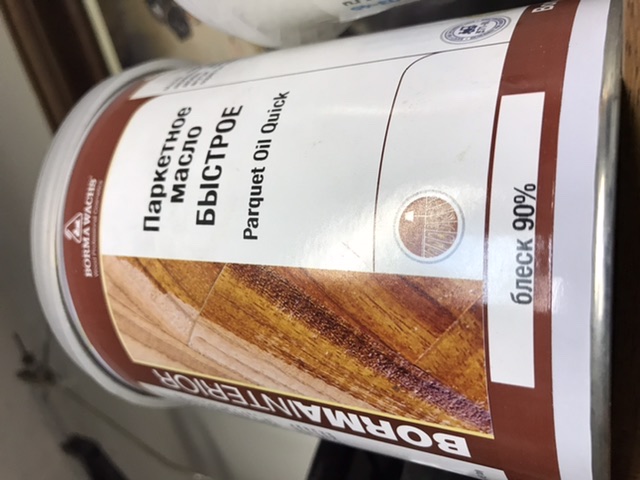 BORMA WACHS
Паркетное
масло
БЫСТРОЕ
Parquet Oil Quick
BORMAINTERIOR
блеск 90%